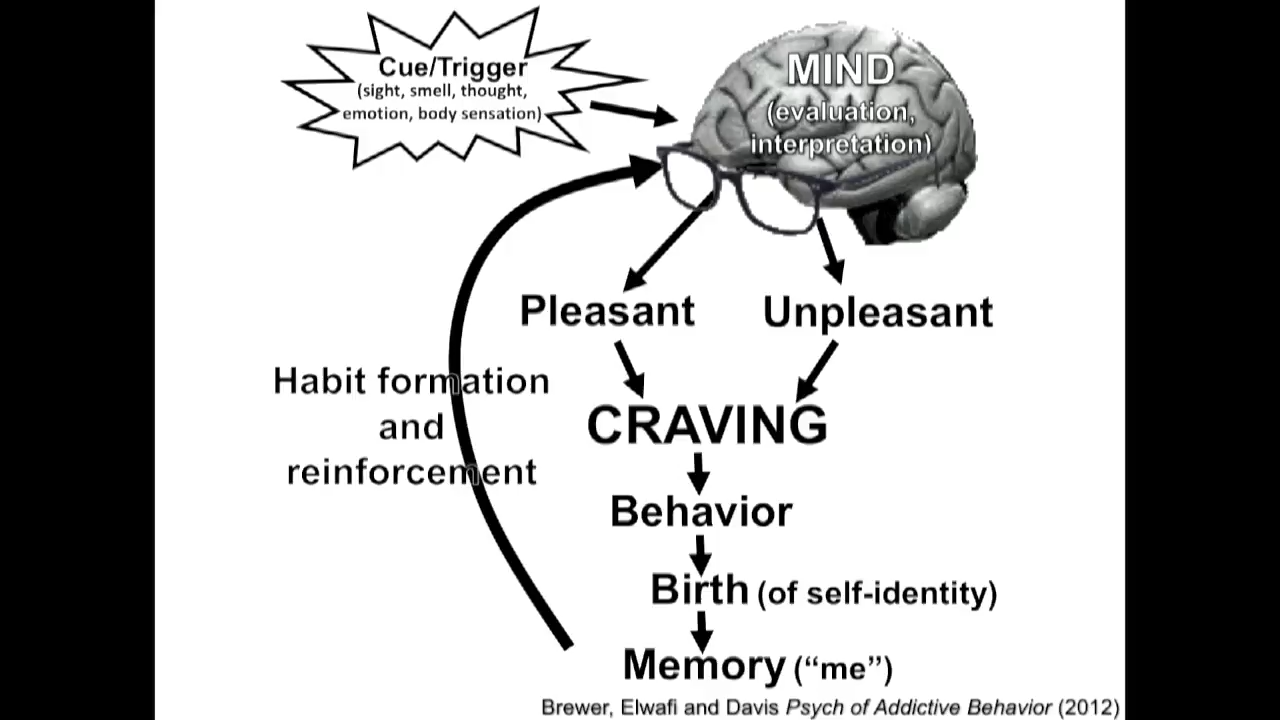 Cue/Trigger
(sight, smell, thought,
emotion, body sensation)
MIND
(evaluation,
interpretation)
Pleasant
Unpleasant
Habit formation
and
reinforcement
CRAVING
Behavior
Birth (of self-identity)
Memory (“me”)
Brewer, Elwafi and Davis Psych of Addictive Behavior (2012)